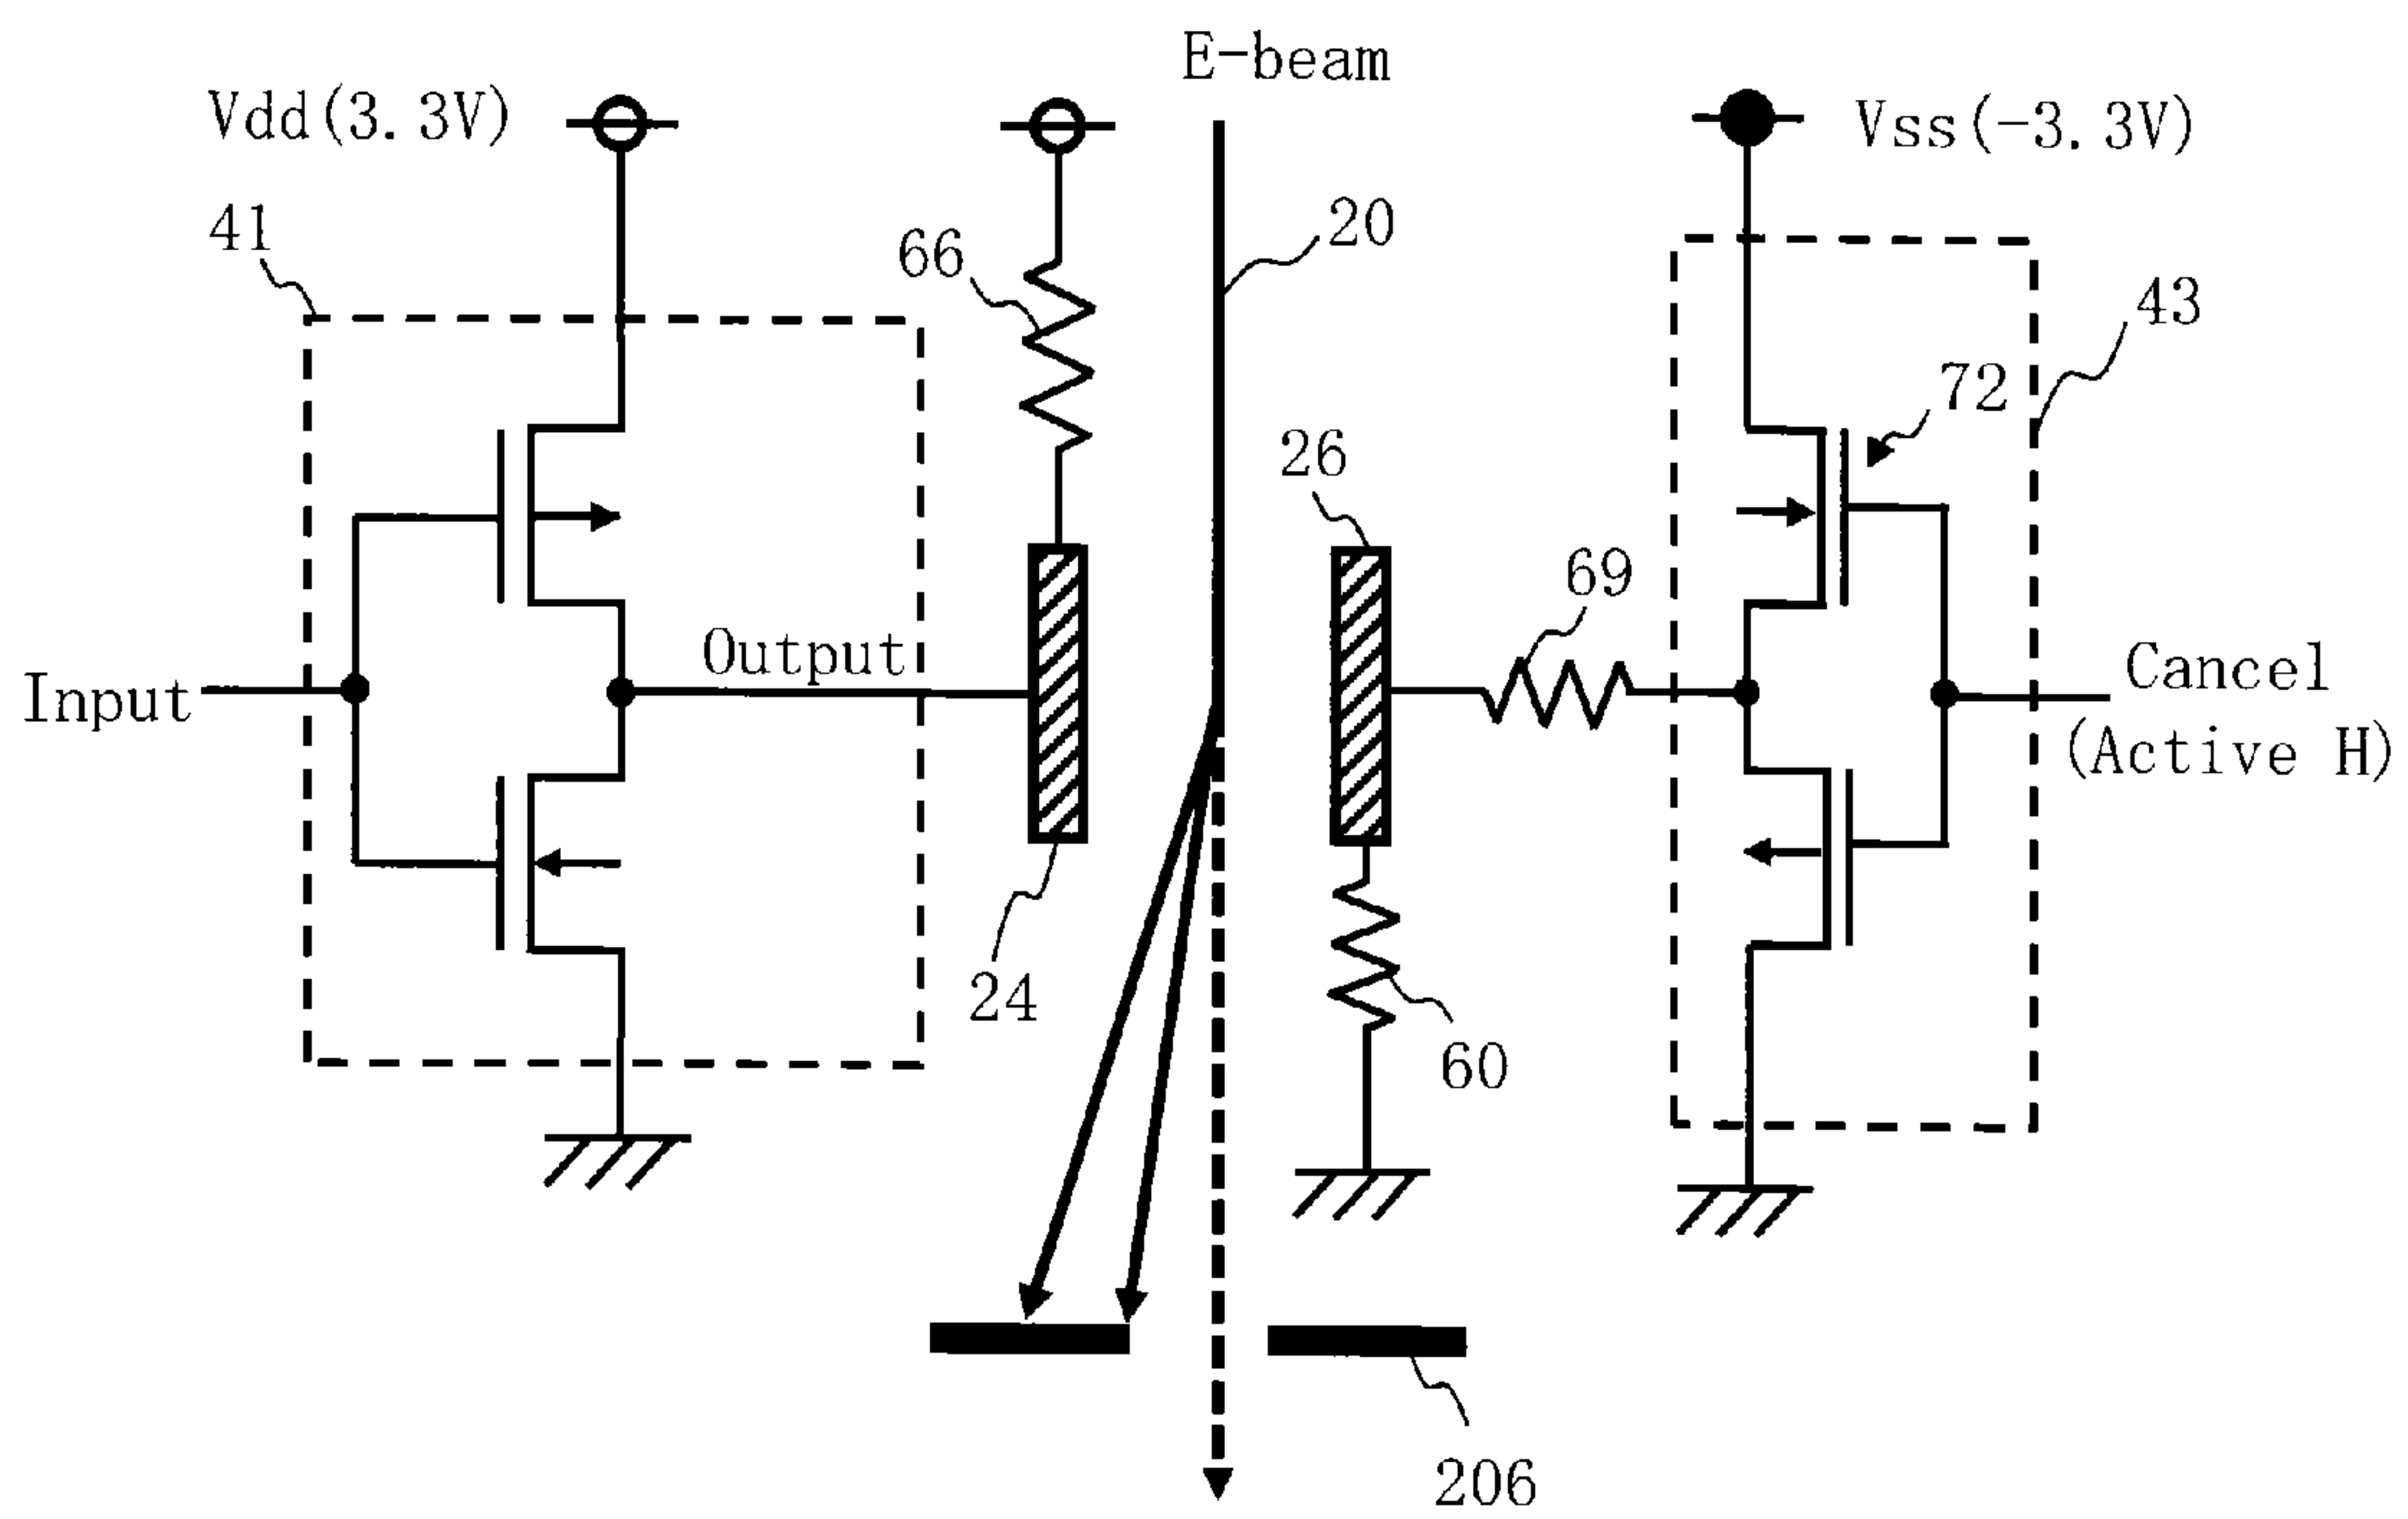 E-beam
Vdd(3.3V)
Vss(-3.3V)
41
66
20
43
72
26
69
Output
Input
Cancel
(Active H)
24
60
206